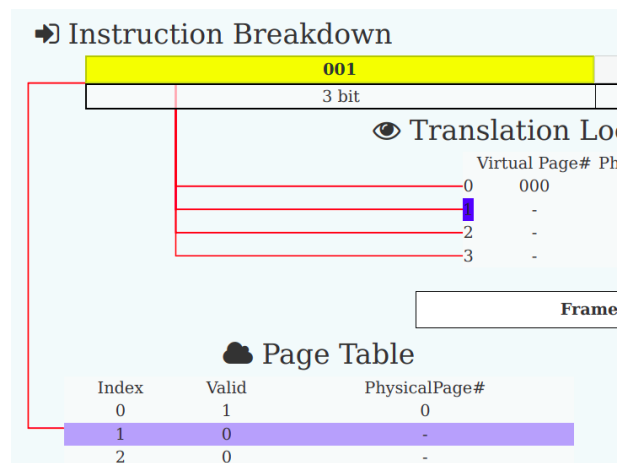 Instruction Breakdown
001
3 bit
Translation Loo
Virtual Page# Ph
0 000
1 -
2 -
3 -
Frame
Page Table
Index Valid PhysicalPage#
0 1 0
1 0 -
2 0 -